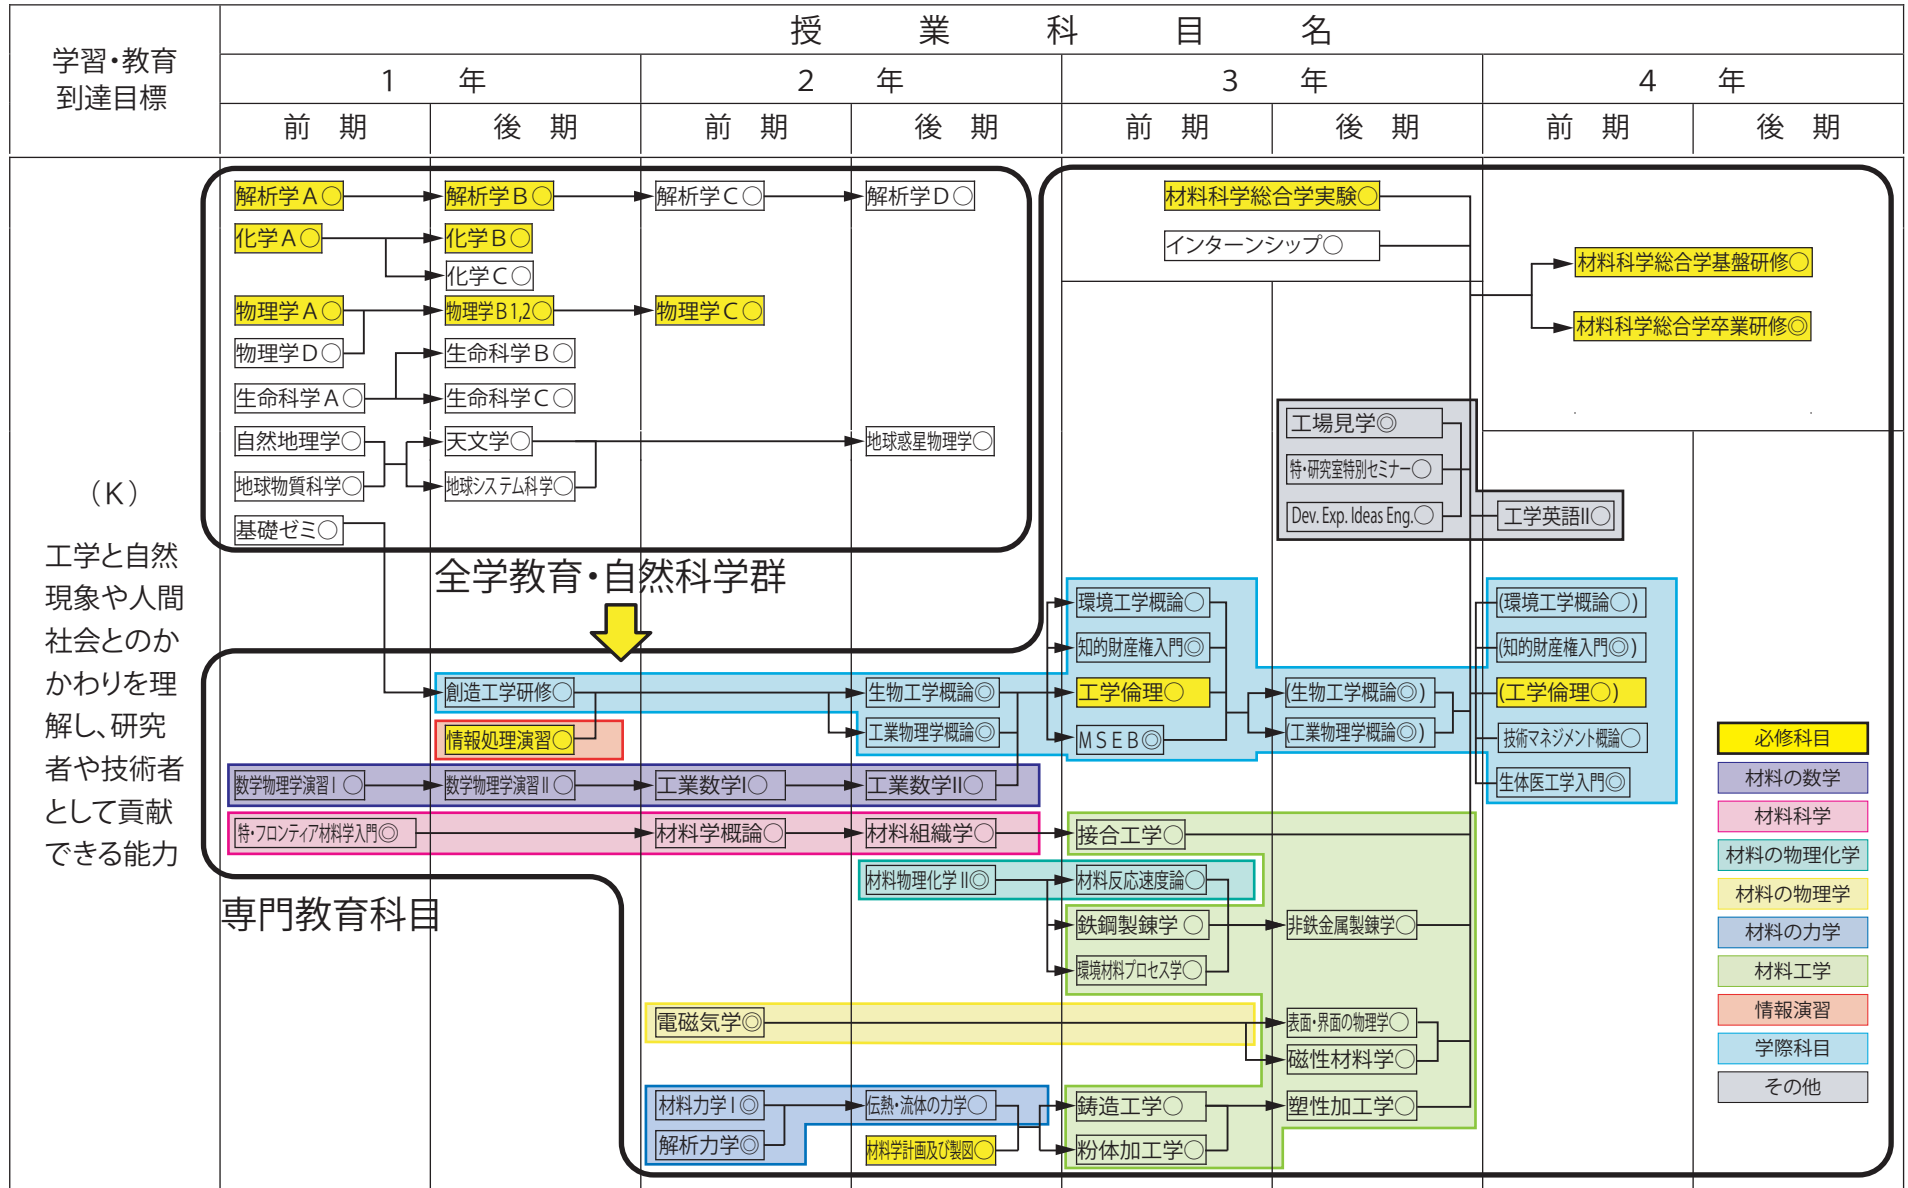 学習・教育
到達目標
授業科目名
1年
2年
3年
4年
前期
後期
前期
後期
前期
後期
前期
後期
(K)
工学と自然
現象や人間
社会とのか
かわりを理
解し、研究
者や技術者
として貢献
できる能力
解析学A○
解析学B○
解析学C○
解析学D○
化学A○
化学B○
化学C○
物理学A○
物理学B1,2○
物理学C○
物理学D○
生命科学B○
生命科学A○
生命科学C○
自然地理学○
天文学○
地球惑星物理学○
地球物質科学○
地球システム科学○
基礎ゼミ○
全学教育・自然科学群
材料科学総合学実験○
インターンシップ○
材料科学総合学基盤研修○
材料科学総合学卒業研修◎
工場見学◎
特・研究室特別セミナー○
Dev. Exp. Ideas Eng.○
工学英語II○
環境工学概論○
(環境工学概論○)
知的財産権入門◎
(知的財産権入門◎)
創造工学研修○
生物工学概論◎
工学倫理○
(生物工学概論◎)
(工学倫理○)
情報処理演習○
工業物理学概論◎
MSEB◎
(工業物理学概論◎)
技術マネジメント概論○
数学物理学演習I○
数学物理学演習II○
工業数学I○
工業数学II○
生体医工学入門◎
特・フロンティア材料学入門◎
材料学概論○
材料組織学○
接合工学○
材料物理化学II◎
材料反応速度論○
専門教育科目
鉄鋼製錬学○
非鉄金属製錬学○
環境材料プロセス学○
電磁気学◎
表面・界面の物理学○
磁性材料学○
材料力学I◎
伝熱・流体の力学○
鋳造工学○
塑性加工学○
解析力学◎
材料学計画及び製図○
粉体加工学○
必修科目
材料の数学
材料科学
材料の物理化学
材料の物理学
材料の力学
材料工学
情報演習
学際科目
その他